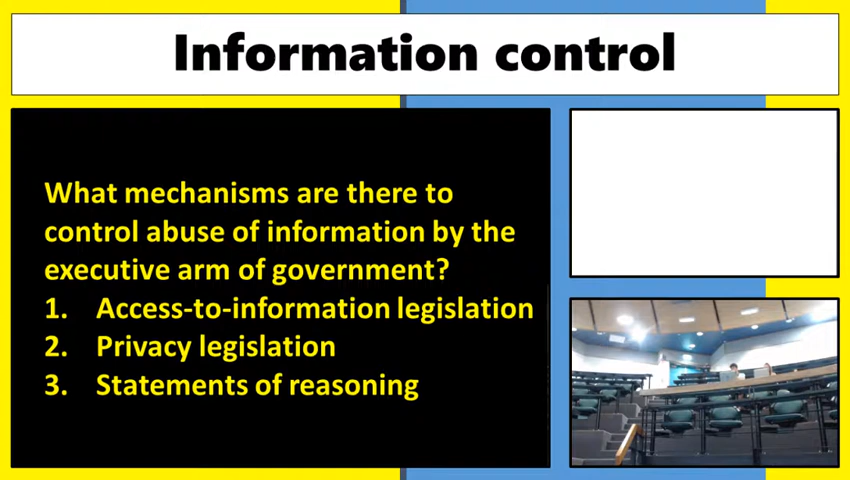 Information control
What mechanisms are there to
control abuse of information by the
executive arm of government?
1. Access-to-information legislation
2. Privacy legislation
3. Statements of reasoning